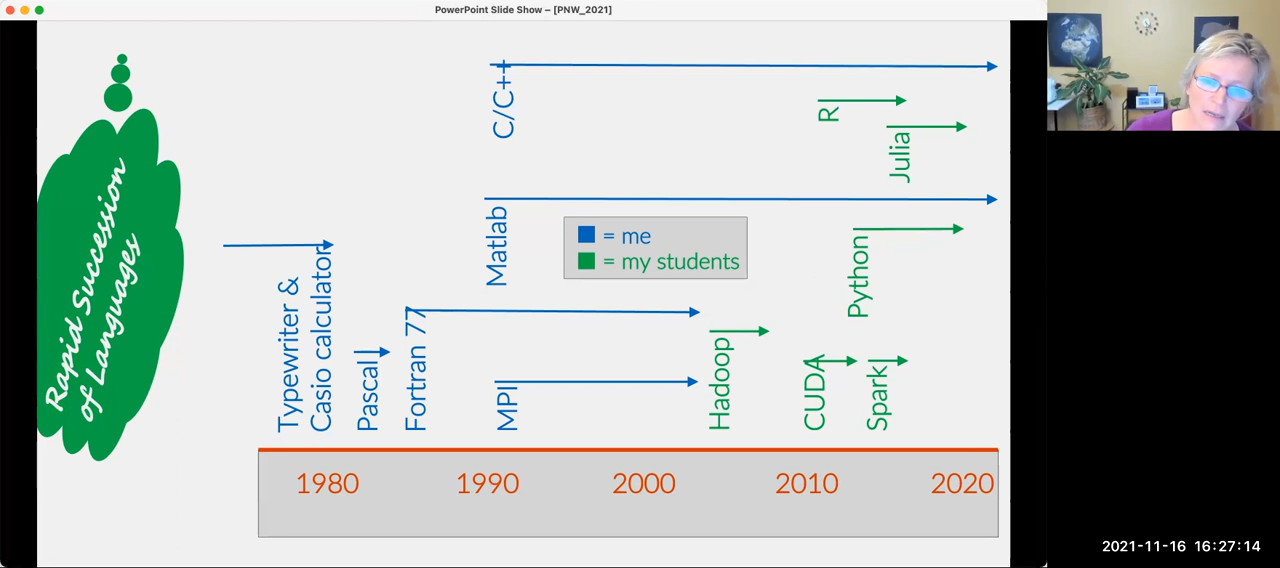 PowerPoint Slide Show – [PNW_2021]
Rapid Succession
of Languages
C/C++
R
Julia
Matlab
= me
= my students
Python
Typewriter &
Casio calculator
Pascal
Fortran 77
MPI
Hadoop
CUDA
Spark
1980 1990 2000 2010 2020
2021-11-16 16:27:14